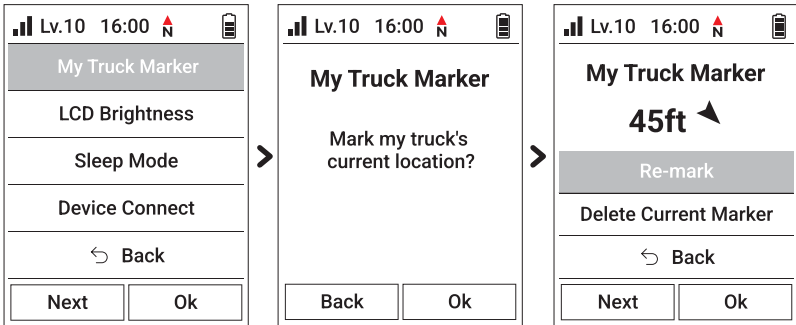 Lv.10 16:00 N
My Truck Marker
LCD Brightness
Sleep Mode
Device Connect
Back
Next Ok
Lv.10 16:00 N
My Truck Marker
Mark my truck's
current location?
Back Ok
Lv.10 16:00 N
My Truck Marker
45ft
Re-mark
Delete Current Marker
Back
Next Ok